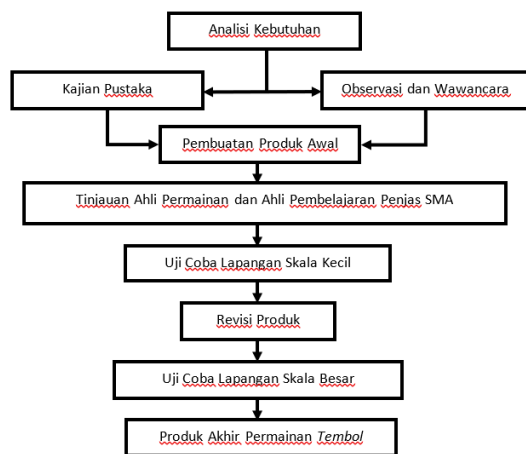 Analisi Kebutuhan
Kajian Pustaka
Observasi dan Wawancara
Pembuatan Produk Awal
Tinjauan Ahli Permainan dan Ahli Pembelajaran Penjas SMA
Uji Coba Lapangan Skala Kecil
Revisi Produk
Uji Coba Lapangan Skala Besar
Produk Akhir Permainan Tembol